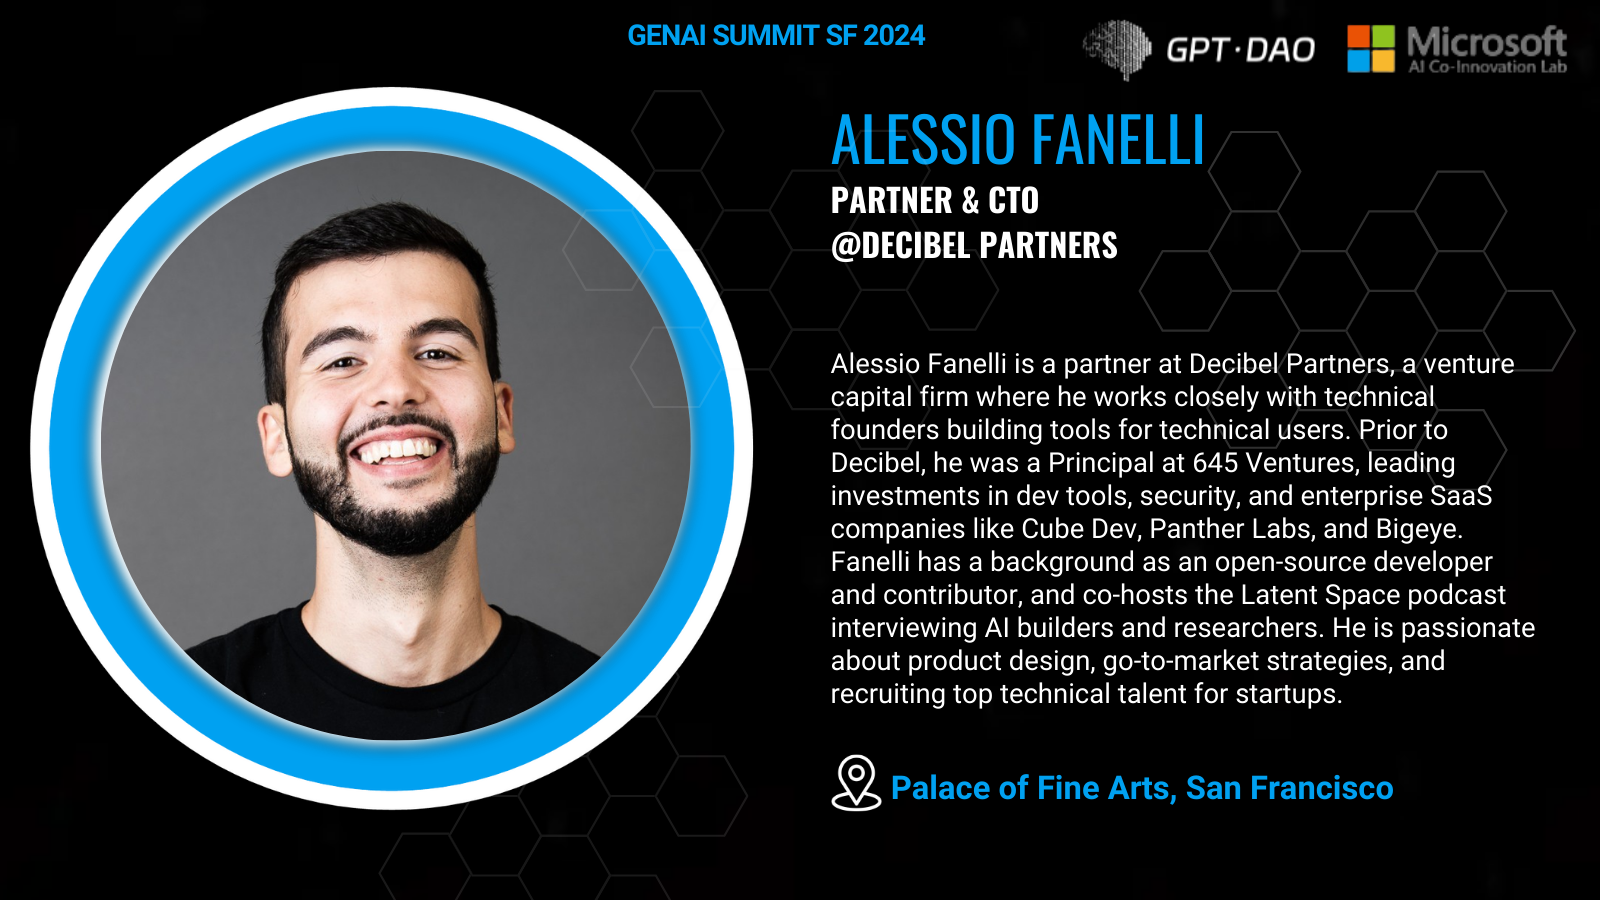 GENAI SUMMIT SF 2024
GPT·DAO
Microsoft
AI Co-Innovation Lab
ALESSIO FANELLI
PARTNER & CTO
@DECIBEL PARTNERS
Alessio Fanelli is a partner at Decibel Partners, a venture
capital firm where he works closely with technical
founders building tools for technical users. Prior to
Decibel, he was a Principal at 645 Ventures, leading
investments in dev tools, security, and enterprise SaaS
companies like Cube Dev, Panther Labs, and Bigeye.
Fanelli has a background as an open-source developer
and contributor, and co-hosts the Latent Space podcast
interviewing AI builders and researchers. He is passionate
about product design, go-to-market strategies, and
recruiting top technical talent for startups.
Palace of Fine Arts, San Francisco